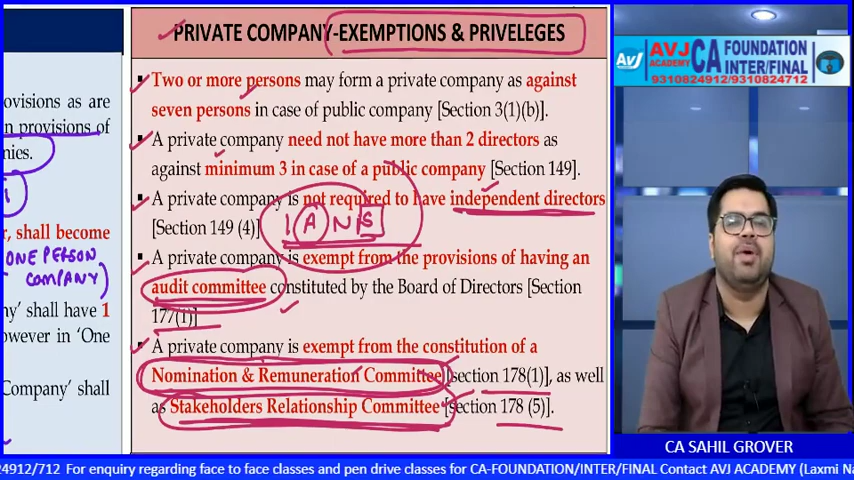 PRIVATE COMPANY-EXEMPTIONS & PRIVELEGES
ovisions as are
n provisions of
nies.
r, shall become
ONE PERSON
COMPANY)
ny' shall have 1
owever in 'One
Company' shall
Two or more persons may form a private company as against
seven persons in case of public company [Section 3(1)(b].
A private company need not have more than 2 directors as
against minimum 3 in case of a public company [Section 149].
A private company is not required to have independent directors
[Section 149 (4)]
I A N S
A private company is exempt from the provisions of having an
audit committee constituted by the Board of Directors [Section
177(1)]
A private company is exempt from the constitution of a
Nomination & Remuneration Committee [section 178(1)], as well
as Stakeholders Relationship Committee [section 178 (5)].
AVJ
AVJ
ACADEMY
CA
FOUNDATION
INTER/FINAL
9310824912/9310824712
CA SAHIL GROVER
24912/712 For enquiry regarding face to face classes and pen drive classes for CA-FOUNDATION/INTER/FINAL Contact AVJ ACADEMY (Laxmi Na